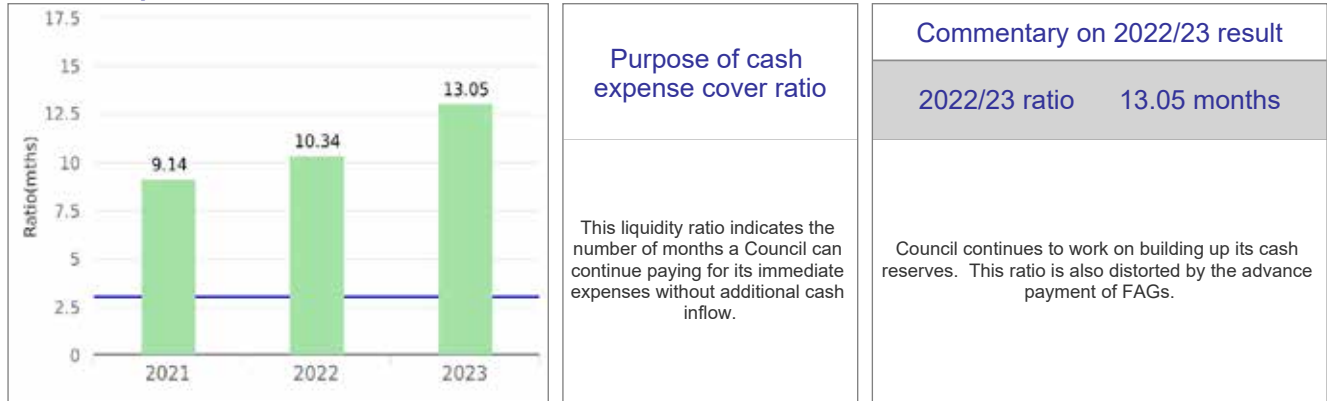 17.5
15
12.5
10
7.5
5
2.5
0
Ratio(mths)
9.14
10.34
13.05
2021
2022
2023
Purpose of cash
expense cover ratio
This liquidity ratio indicates the
number of months a Council can
continue paying for its immediate
expenses without additional cash
inflow.
Commentary on 2022/23 result
2022/23 ratio 13.05 months
Council continues to work on building up its cash
reserves. This ratio is also distorted by the advance
payment of FAGs.